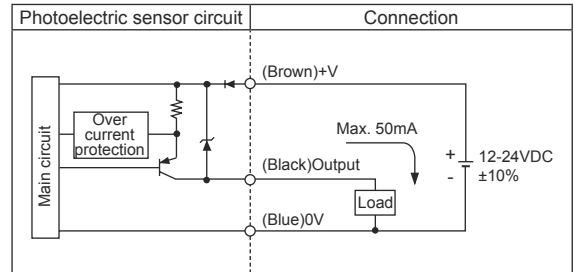 Photoelectric sensor circuit
Connection
(Brown)+V
Over
current
protection
Main circuit
Max. 50mA
+
-
12-24VDC
±10%
(Black)Output
Load
(Blue)0V